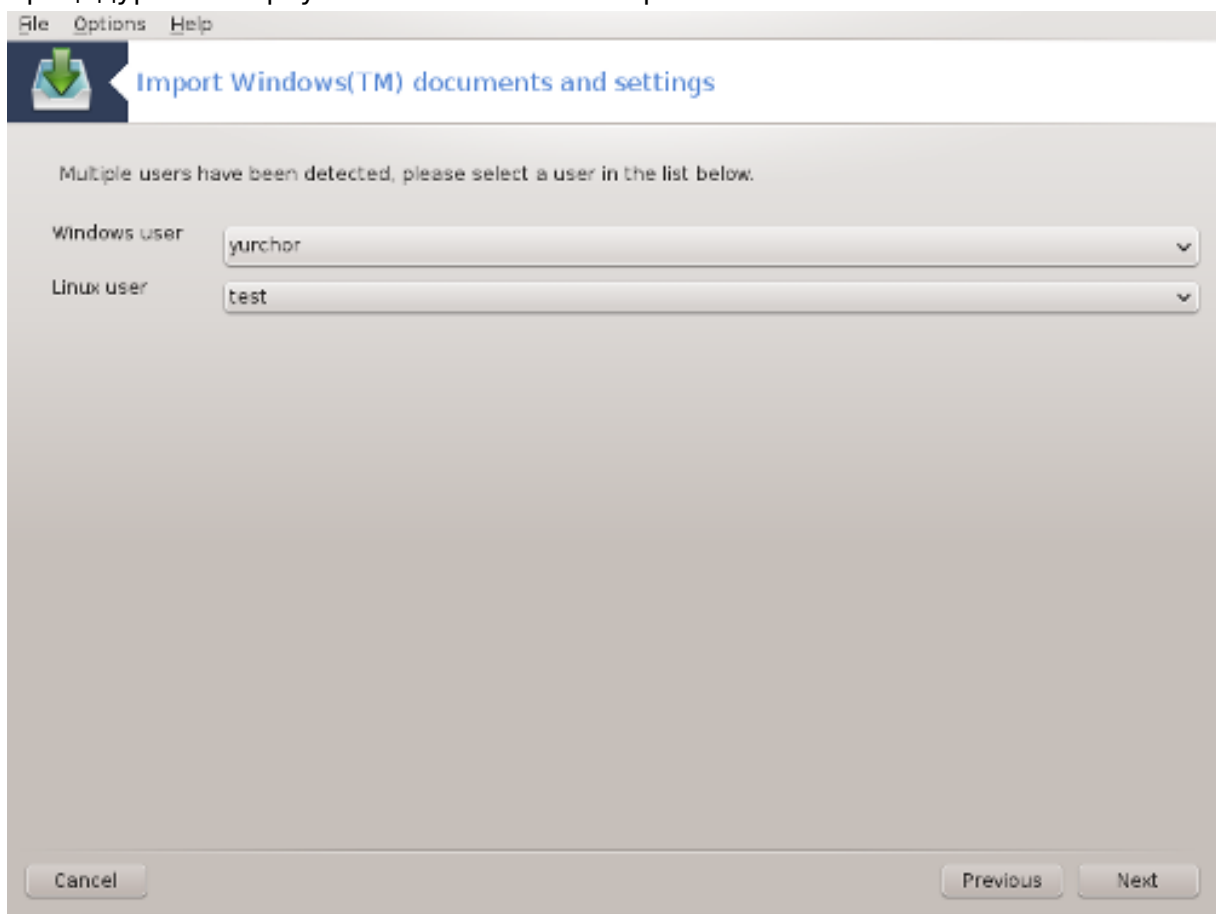 File Options Help
Import Windows(TM) documents and settings
Multiple users have been detected, please select a user in the list below.
Windows user
yurchor
Linux user
test
Cancel Previous Next